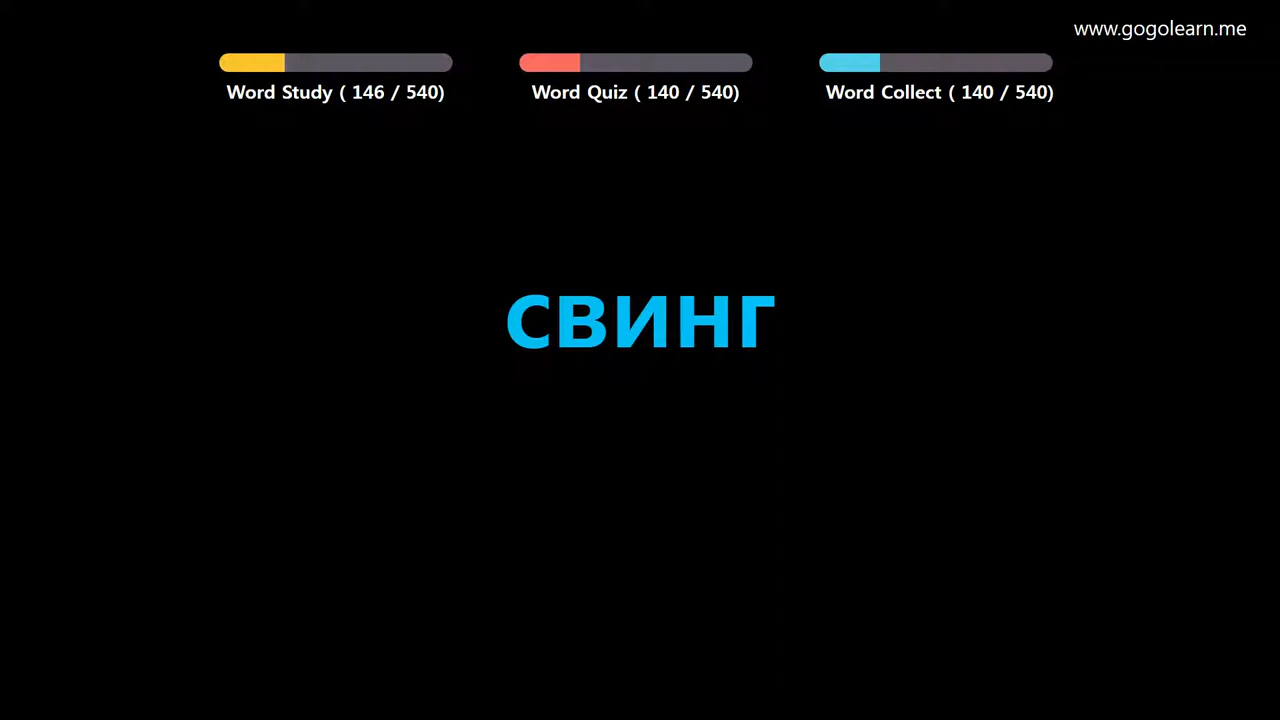 www.gogolearn.me
Word Study ( 146 / 540)
Word Quiz ( 140 / 540)
Word Collect ( 140 / 540)
СВИНГ